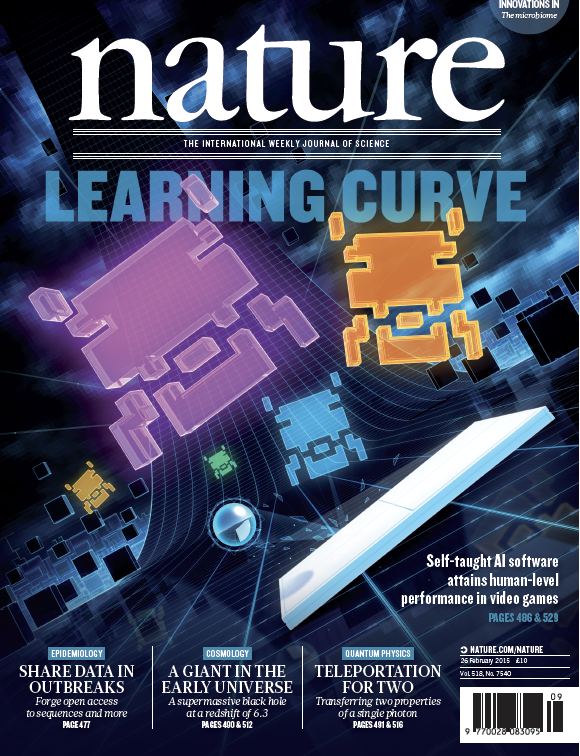 INNOVATIONS IN
The microbiome
nature
THE INTERNATIONAL WEEKLY JOURNAL OF SCIENCE
LEARNING CURVE
Self-taught AI software
attains human-level
performance in video games
PAGES 486 & 529
EPIDEMIOLOGY
SHARE DATA IN
OUTBREAKS
Forge open access
to sequences and more
PAGE 477
COSMOLOGY
A GIANT IN THE
EARLY UNIVERSE
A supermassive black hole
at a redshift of 6.3
PAGES 490 & 512
QUANTUM PHYSICS
TELEPORTATION
FOR TWO
Transferring two properties
of a single photon
PAGES 491 & 516
NATURE.COM/NATURE
26 February 2015 £10
Vol. 518, No. 7540
09
9 770028 083095